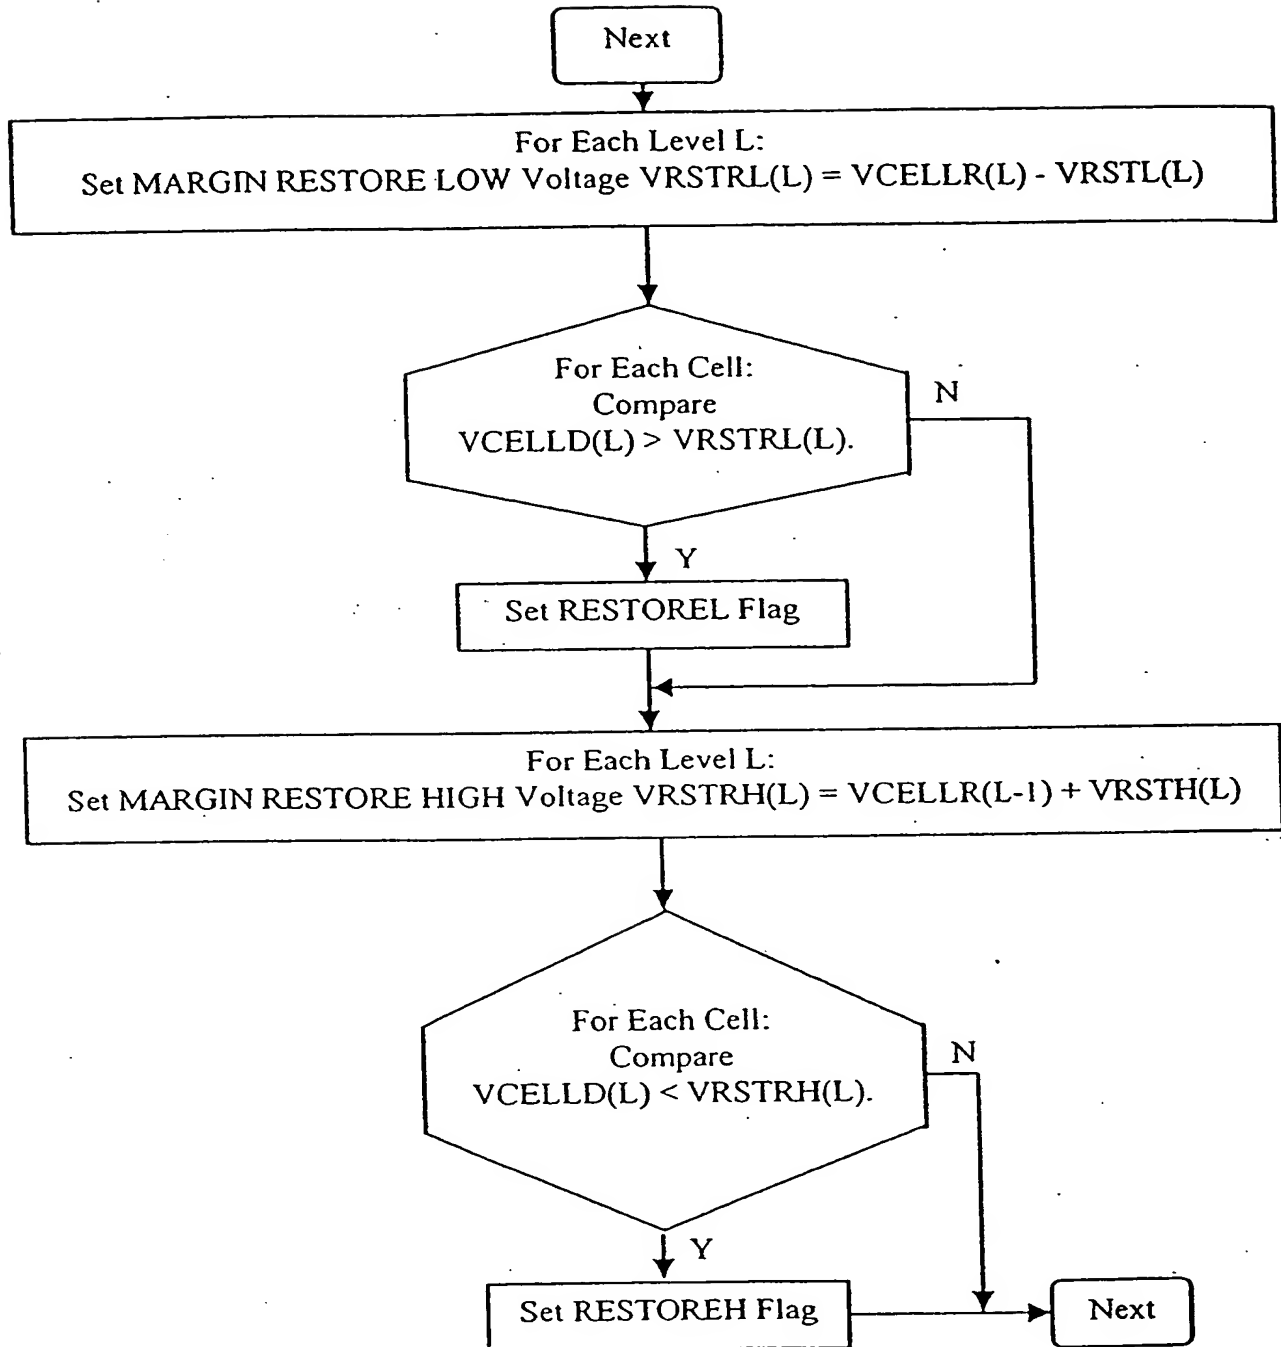 Next
For Each Level L:
Set MARGIN RESTORE LOW Voltage VRSTRL(L) = VCELLR(L) - VRSTL(L)
For Each Cell:
Compare
VCELLD(L) > VRSTRL(L).
N
Y
Set RESTOREL Flag
For Each Level L:
Set MARGIN RESTORE HIGH Voltage VRSTRH(L) = VCELLR(L-1) + VRSTH(L)
For Each Cell:
Compare
VCELLD(L) < VRSTRH(L).
N
Y
Set RESTOREH Flag
Next